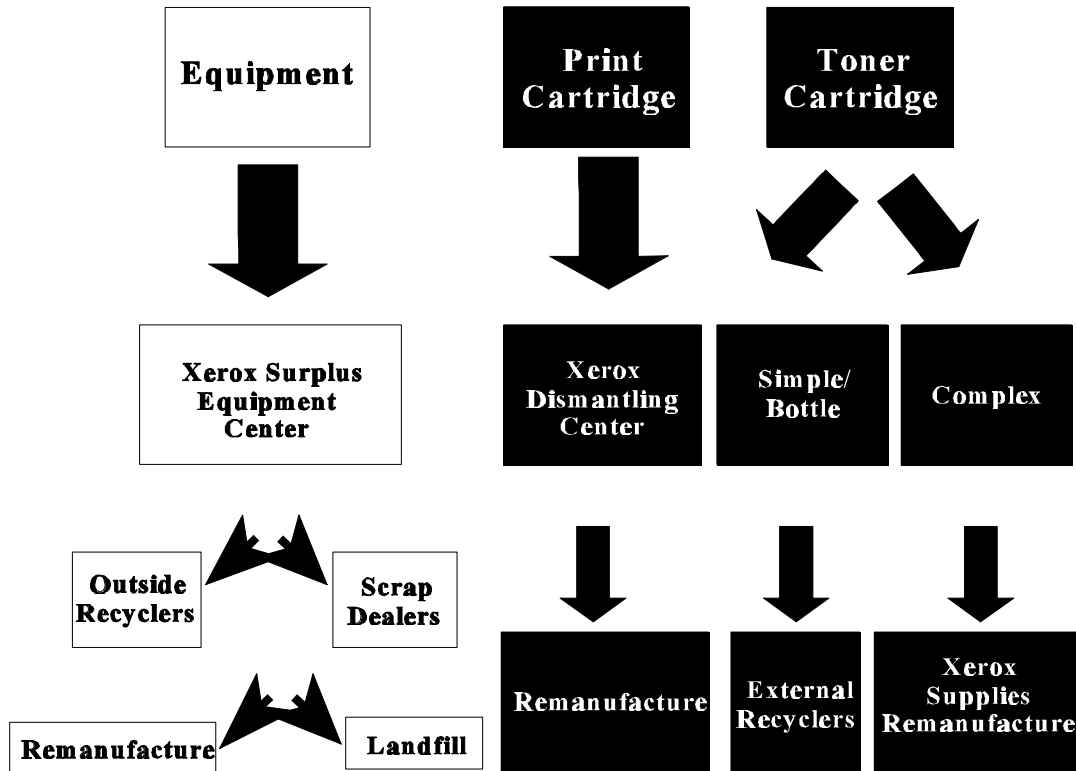 Equipment
Print
Cartridge
Toner
Cartridge
Xerox Surplus
Equipment
Center
Xerox
Dismantling
Center
Simple/
Bottle
Complex
Outside
Recyclers
Scrap
Dealers
Remanufacture
Landfill
Remanufacture
External
Recyclers
Xerox
Supplies
Remanufacture